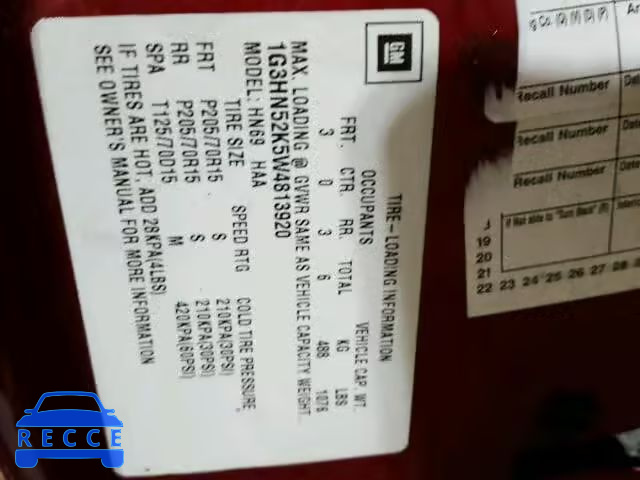 GM
TIRE-LOADING INFORMATION
OCCUPANTS VEHICLE CAP. WT.
FRT. CTR. RR. TOTAL KG LBS
3 0 3 6 488 1076
MAX. LOADING @ GVWR SAME AS VEHICLE CAPACITY WEIGHT.
1G3HN52K5W4813920
MODEL: HN69 HAA
TIRE SIZE SPEED RTG COLD TIRE PRESSURE
FRT P205/70R15 S 210KPA(30PSI)
RR P205/70R15 S 210KPA(30PSI)
SPA T125/70D15 M 420KPA(60PSI)
IF TIRES ARE HOT, ADD 28KPA(4LBS)
SEE OWNER'S MANUAL FOR MORE INFORMATION
g Co. (Q) (V) (D) (P)
Recall Number Date
Recall Number Date
Recall Number Date
19
20
21
22 23 24 25 26 27 28
RECCE